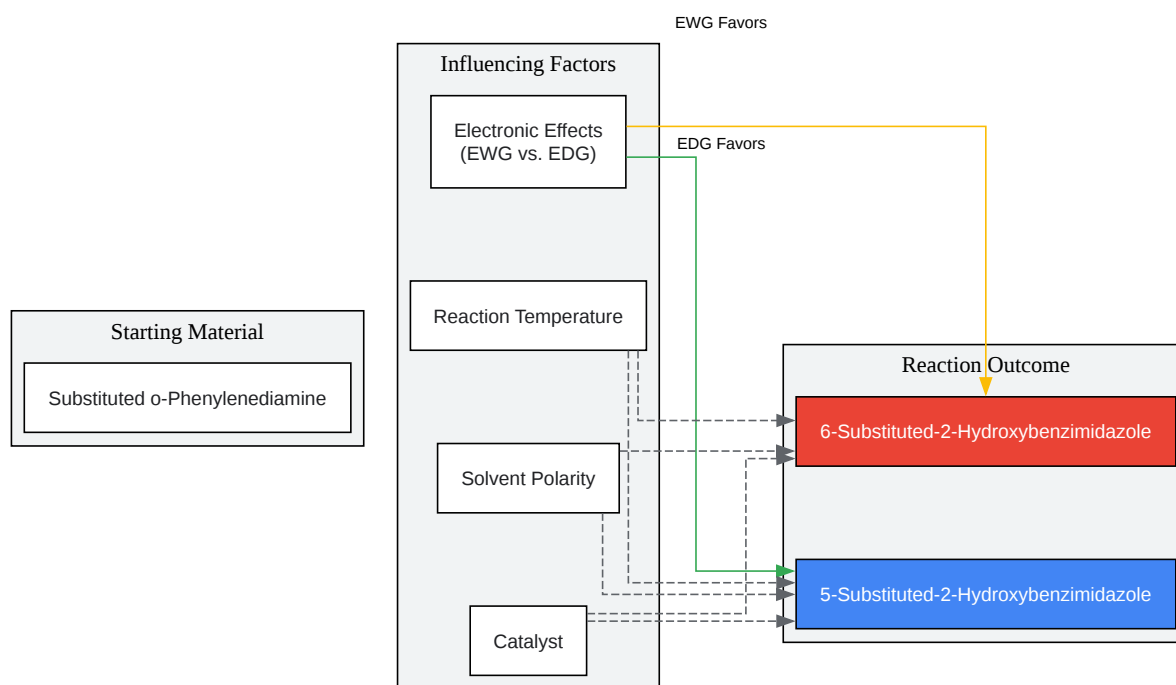 EWG Favors
Influencing Factors
Electronic Effects
(EWG vs. EDG)
EDG Favors
Reaction Temperature
Starting Material
Substituted o-Phenylenediamine
Reaction Outcome
6-Substituted-2-Hydroxybenzimidazole
Solvent Polarity
5-Substituted-2-Hydroxybenzimidazole
Catalyst